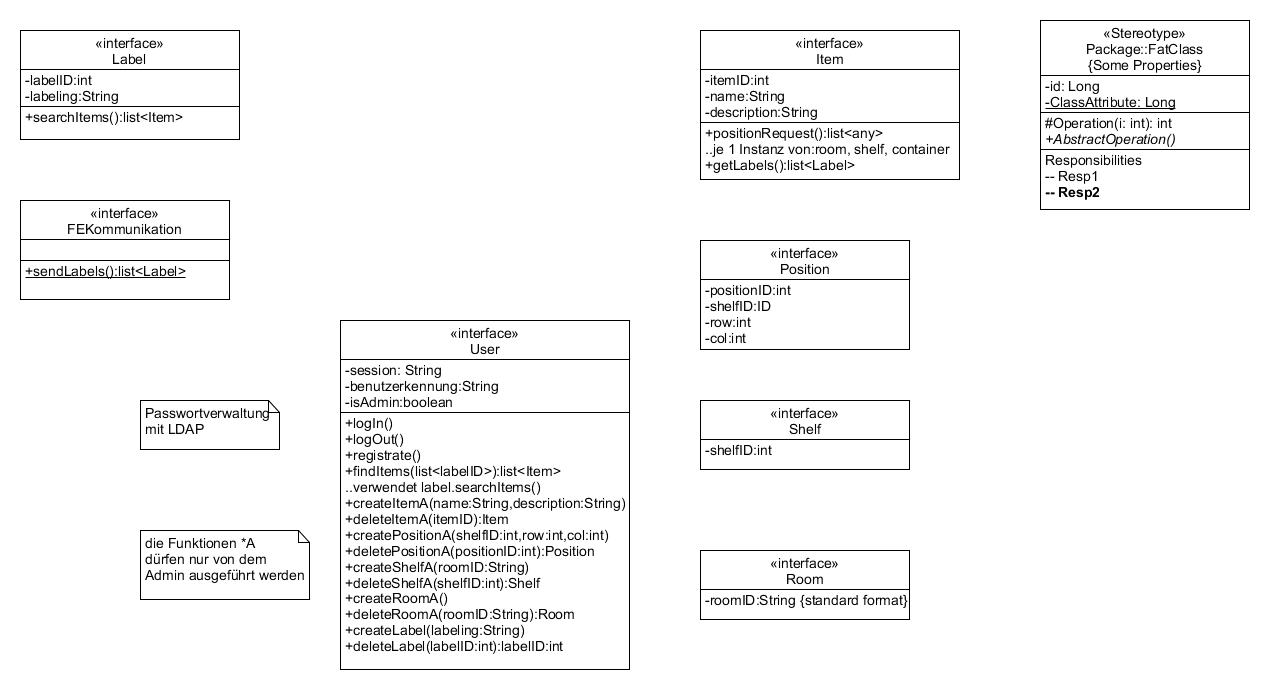 «interface»
Label
-labelID:int
-labeling:String
+searchItems():list<Item>
«interface»
FEKommunikation
+sendLabels():list<Label>
Passwortverwaltung
mit LDAP
die Funktionen *A
dürfen nur von dem
Admin ausgeführt werden
«interface»
User
-session: String
-benutzerkennung:String
-isAdmin:boolean
+logIn()
+logOut()
+registrate()
+findItems(list<labelID>):list<Item>
..verwendet label.searchItems()
+createItemA(name:String,description:String)
+deleteItemA(itemID):Item
+createPositionA(shelfID:int,row:int,col:int)
+deletePositionA(positionID:int):Position
+createShelfA(roomID:String)
+deleteShelfA(shelfID:int):Shelf
+createRoomA()
+deleteRoomA(roomID:String):Room
+createLabel(labeling:String)
+deleteLabel(labelID:int):labelID:int
«interface»
Item
-itemID:int
-name:String
-description:String
+positionRequest():list<any>
..je 1 Instanz von:room, shelf, container
+getLabels():list<Label>
«interface»
Position
-positionID:int
-shelfID:ID
-row:int
-col:int
«interface»
Shelf
-shelfID:int
«interface»
Room
-roomID:String {standard format}
«Stereotype»
Package::FatClass
{Some Properties}
-id: Long
-ClassAttribute: Long
#Operation(i: int): int
+AbstractOperation()
Responsibilities
-- Resp1
-- Resp2